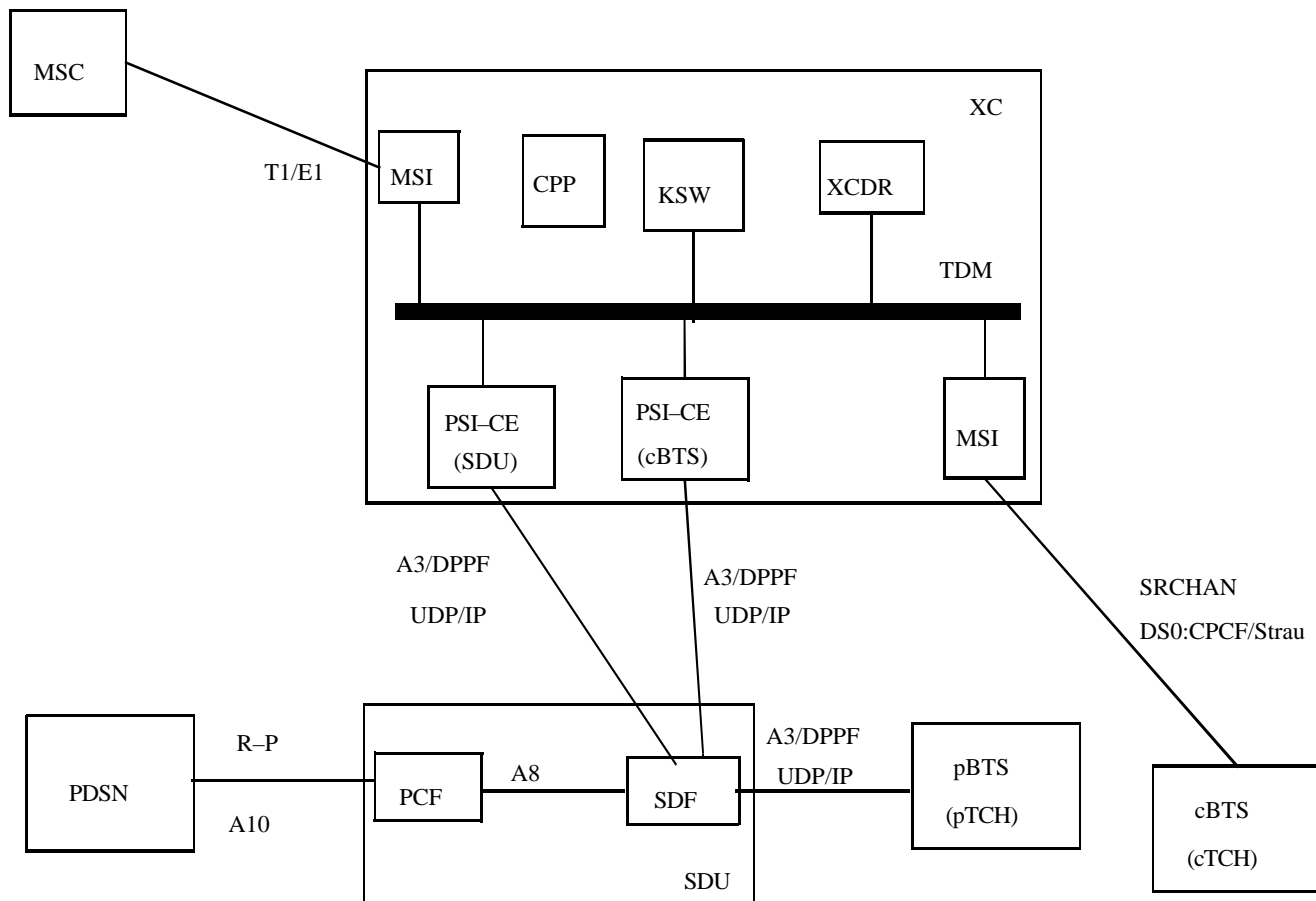 MSC
XC
T1/E1
MSI
CPP
KSW
XCDR
TDM
PSI–CE
(SDU)
PSI–CE
(cBTS)
MSI
A3/DPPF
UDP/IP
A3/DPPF
UDP/IP
SRCHAN
DS0:CPCF/Strau
R–P
A10
PDSN
PCF
A8
SDF
A3/DPPF
UDP/IP
pBTS
(pTCH)
cBTS
(cTCH)
SDU